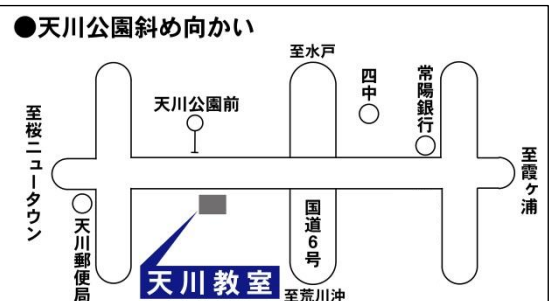 ●天川公園斜め向かい
至水戸
四中
常陽銀行
天川公園前
至桜ニュータウン
至霞ヶ浦
天川郵便局
国道6号
天川教室
至荒川沖